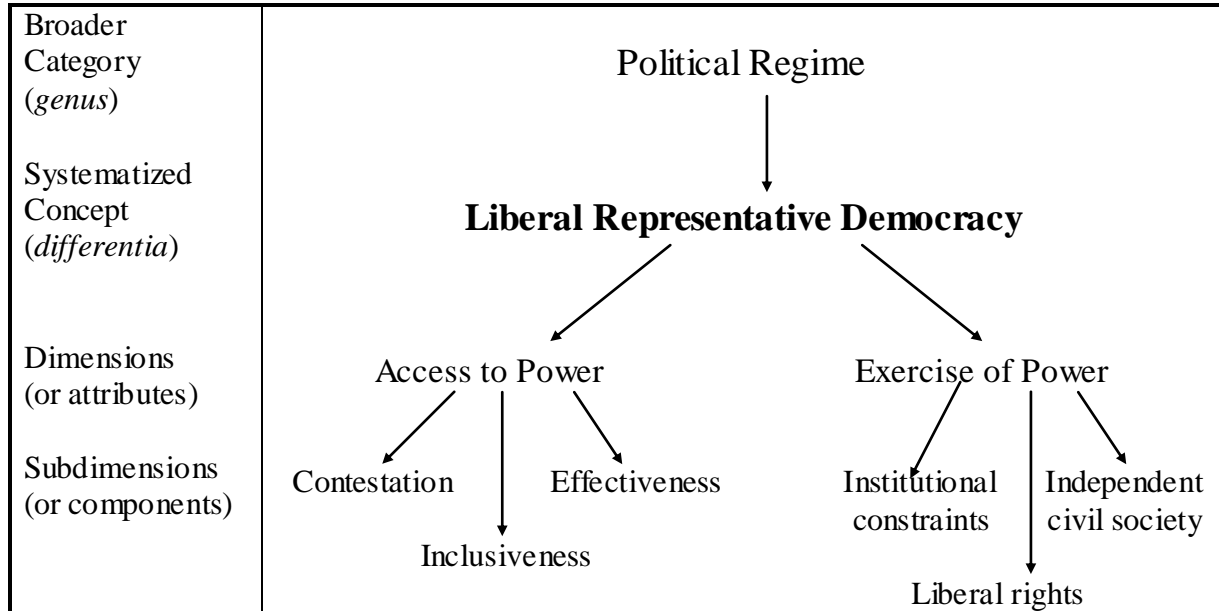 Broader
Category
(genus)
Political Regime
Systematized
Concept
(differentia)
Liberal Representative Democracy
Dimensions
(or attributes)
Access to Power
Exercise of Power
Subdimensions
(or components)
Contestation
Effectiveness
Inclusiveness
Institutional
constraints
Independent
civil society
Liberal rights